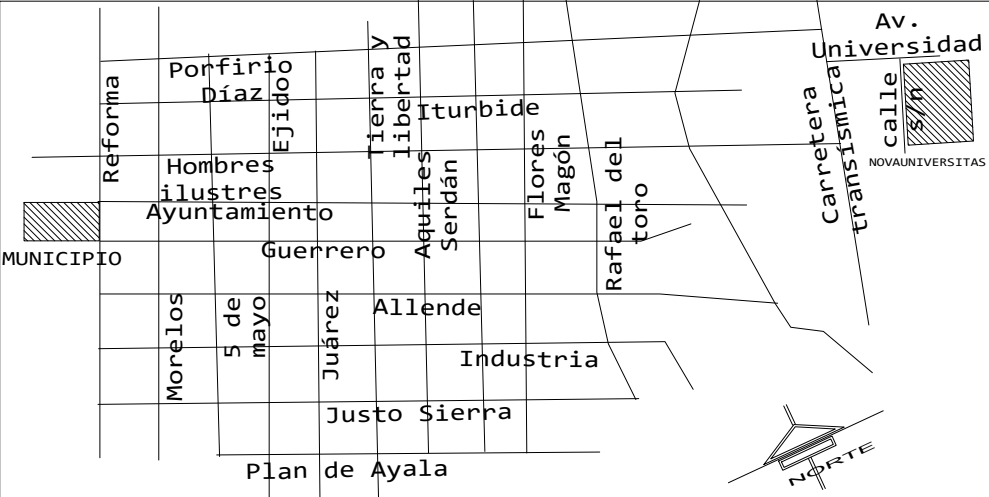 Av.
Universidad
Porfirio
Díaz
Reforma
Ejido
Tierra y
libertad
Iturbide
Carretera
transísmica
calle
s/n
NOVAUNIVERSITAS
Hombres
ilustres
Ayuntamiento
Aquiles
Serdán
Flores
Magón
Rafael del
toro
MUNICIPIO
Guerrero
Morelos
5 de
mayo
Juárez
Allende
Industria
Justo Sierra
Plan de Ayala
NORTE